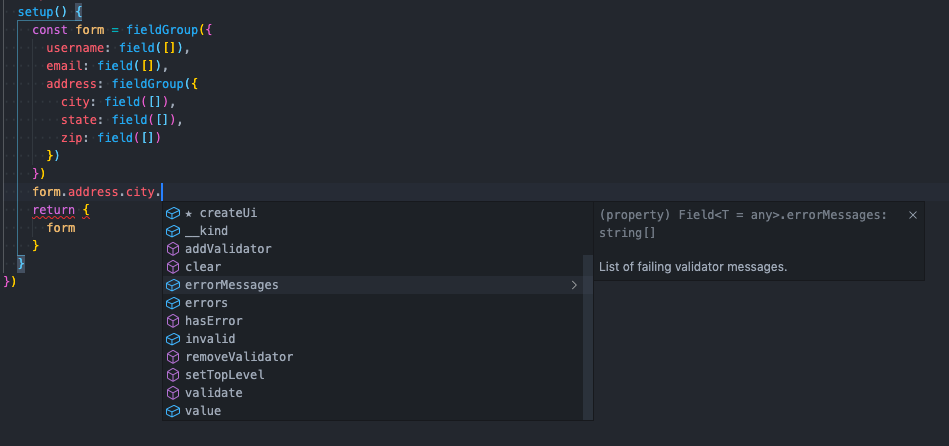 setup() {
const form = fieldGroup({
username: field([]),
email: field([]),
address: fieldGroup({
city: field([]),
state: field([]),
zip: field([])
})
})
form.address.city.
return {
form
}
}
})
★ createUi
__kind
addValidator
clear
errorMessages
errors
hasError
invalid
removeValidator
setTopLevel
validate
value
(property) Field<T = any>.errorMessages:
string[]
List of failing validator messages.